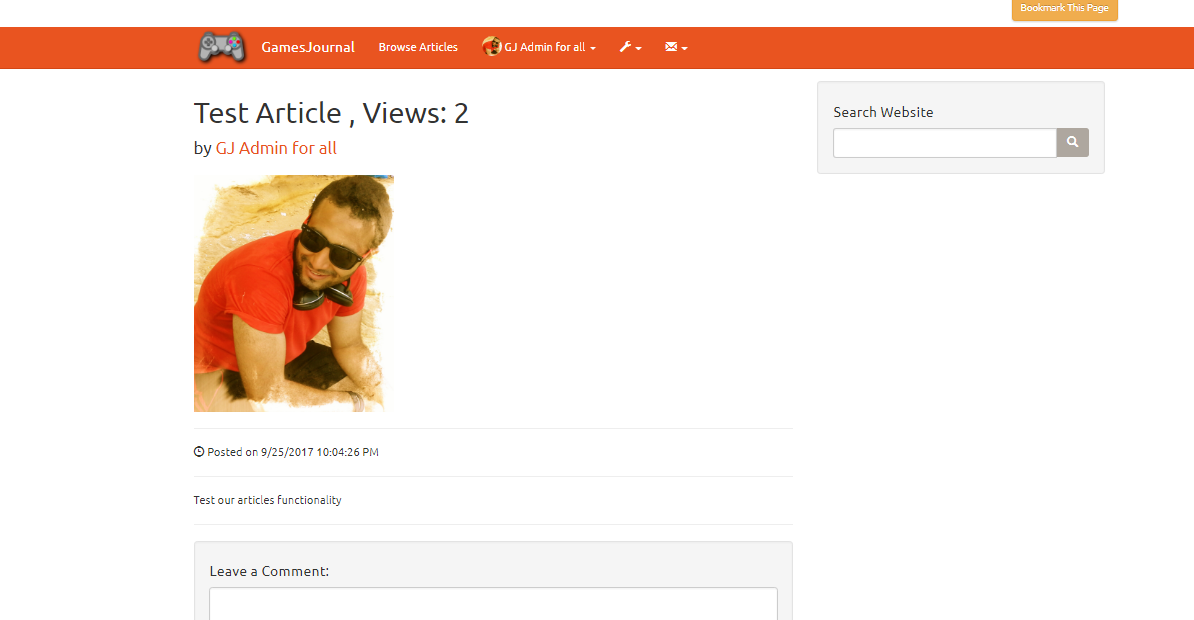 Bookmark This Page
GamesJournal Browse Articles GJ Admin for all
Test Article , Views: 2
by GJ Admin for all
Search Website
Posted on 9/25/2017 10:04:26 PM
Test our articles functionality
Leave a Comment: